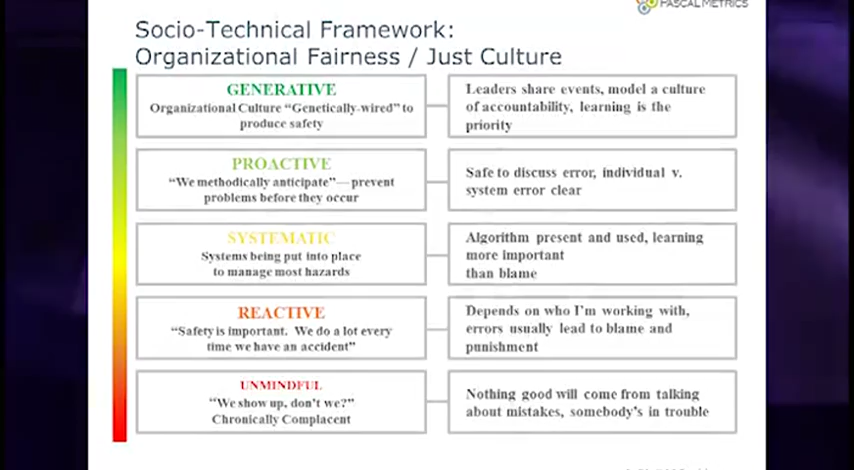 PASCAL METRICS
Socio-Technical Framework:
Organizational Fairness / Just Culture
GENERATIVE
Organizational Culture “Genetically-wired” to
produce safety
Leaders share events, model a culture
of accountability, learning is the
priority
PROACTIVE
“We methodically anticipate”— prevent
problems before they occur
Safe to discuss error, individual v.
system error clear
SYSTEMATIC
Systems being put into place
to manage most hazards
Algorithm present and used, learning
more important
than blame
REACTIVE
“Safety is important. We do a lot every
time we have an accident”
Depends on who I’m working with,
errors usually lead to blame and
punishment
UNMINDFUL
“We show up, don’t we?”
Chronically Complacent
Nothing good will come from talking
about mistakes, somebody’s in trouble